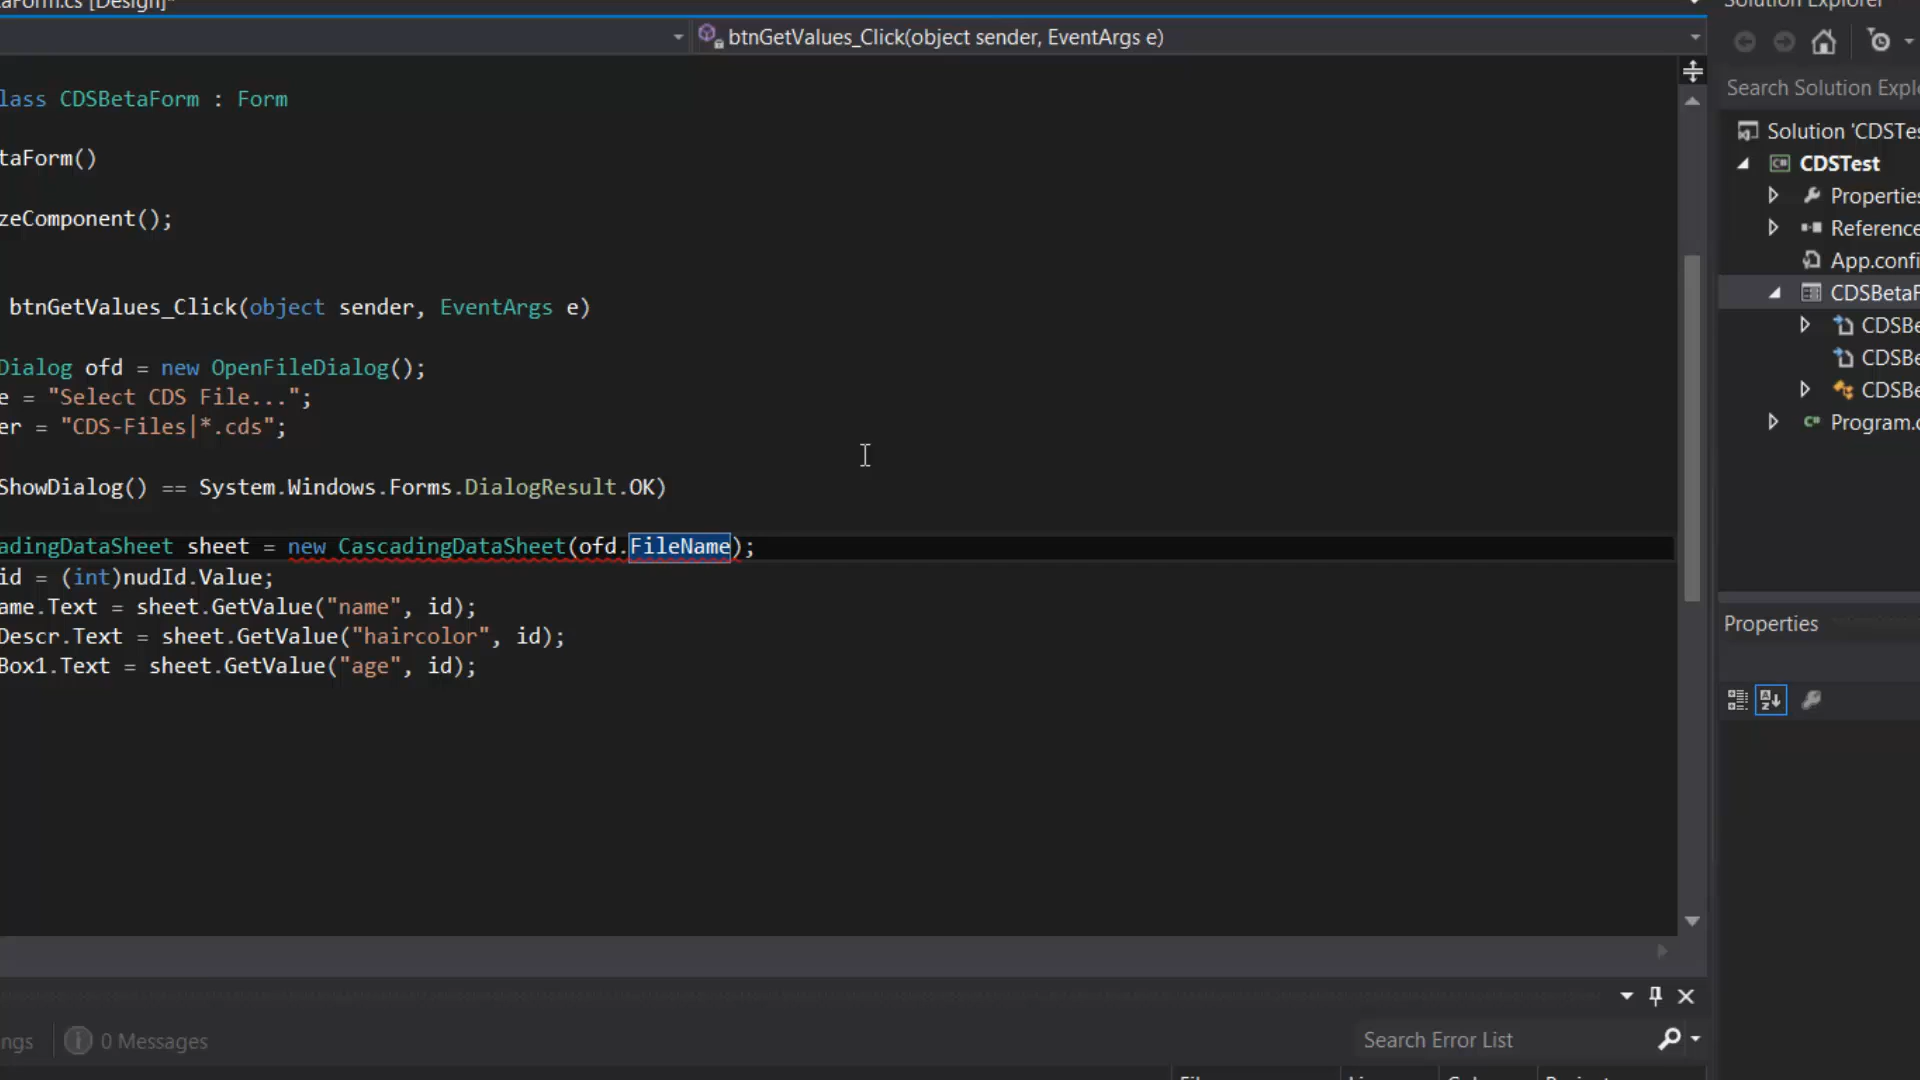 taForm.cs [Design]*
btnGetValues_Click(object sender, EventArgs e)
lass CDSBetaForm : Form
taForm()
zeComponent();
btnGetValues_Click(object sender, EventArgs e)
Dialog ofd = new OpenFileDialog();
e = "Select CDS File...";
er = "CDS-Files|*.cds";
ShowDialog() == System.Windows.Forms.DialogResult.OK)
adingDataSheet sheet = new CascadingDataSheet(ofd.FileName);
id = (int)nudId.Value;
ame.Text = sheet.GetValue("name", id);
Descr.Text = sheet.GetValue("haircolor", id);
Box1.Text = sheet.GetValue("age", id);
ngs
0 Messages
Search Error List
Solution Explorer
Search Solution Explo
Solution 'CDSTes
CDSTest
Properties
Reference
App.confi
CDSBetaF
CDSBe
CDSBe
CDSBe
Program.c
Properties